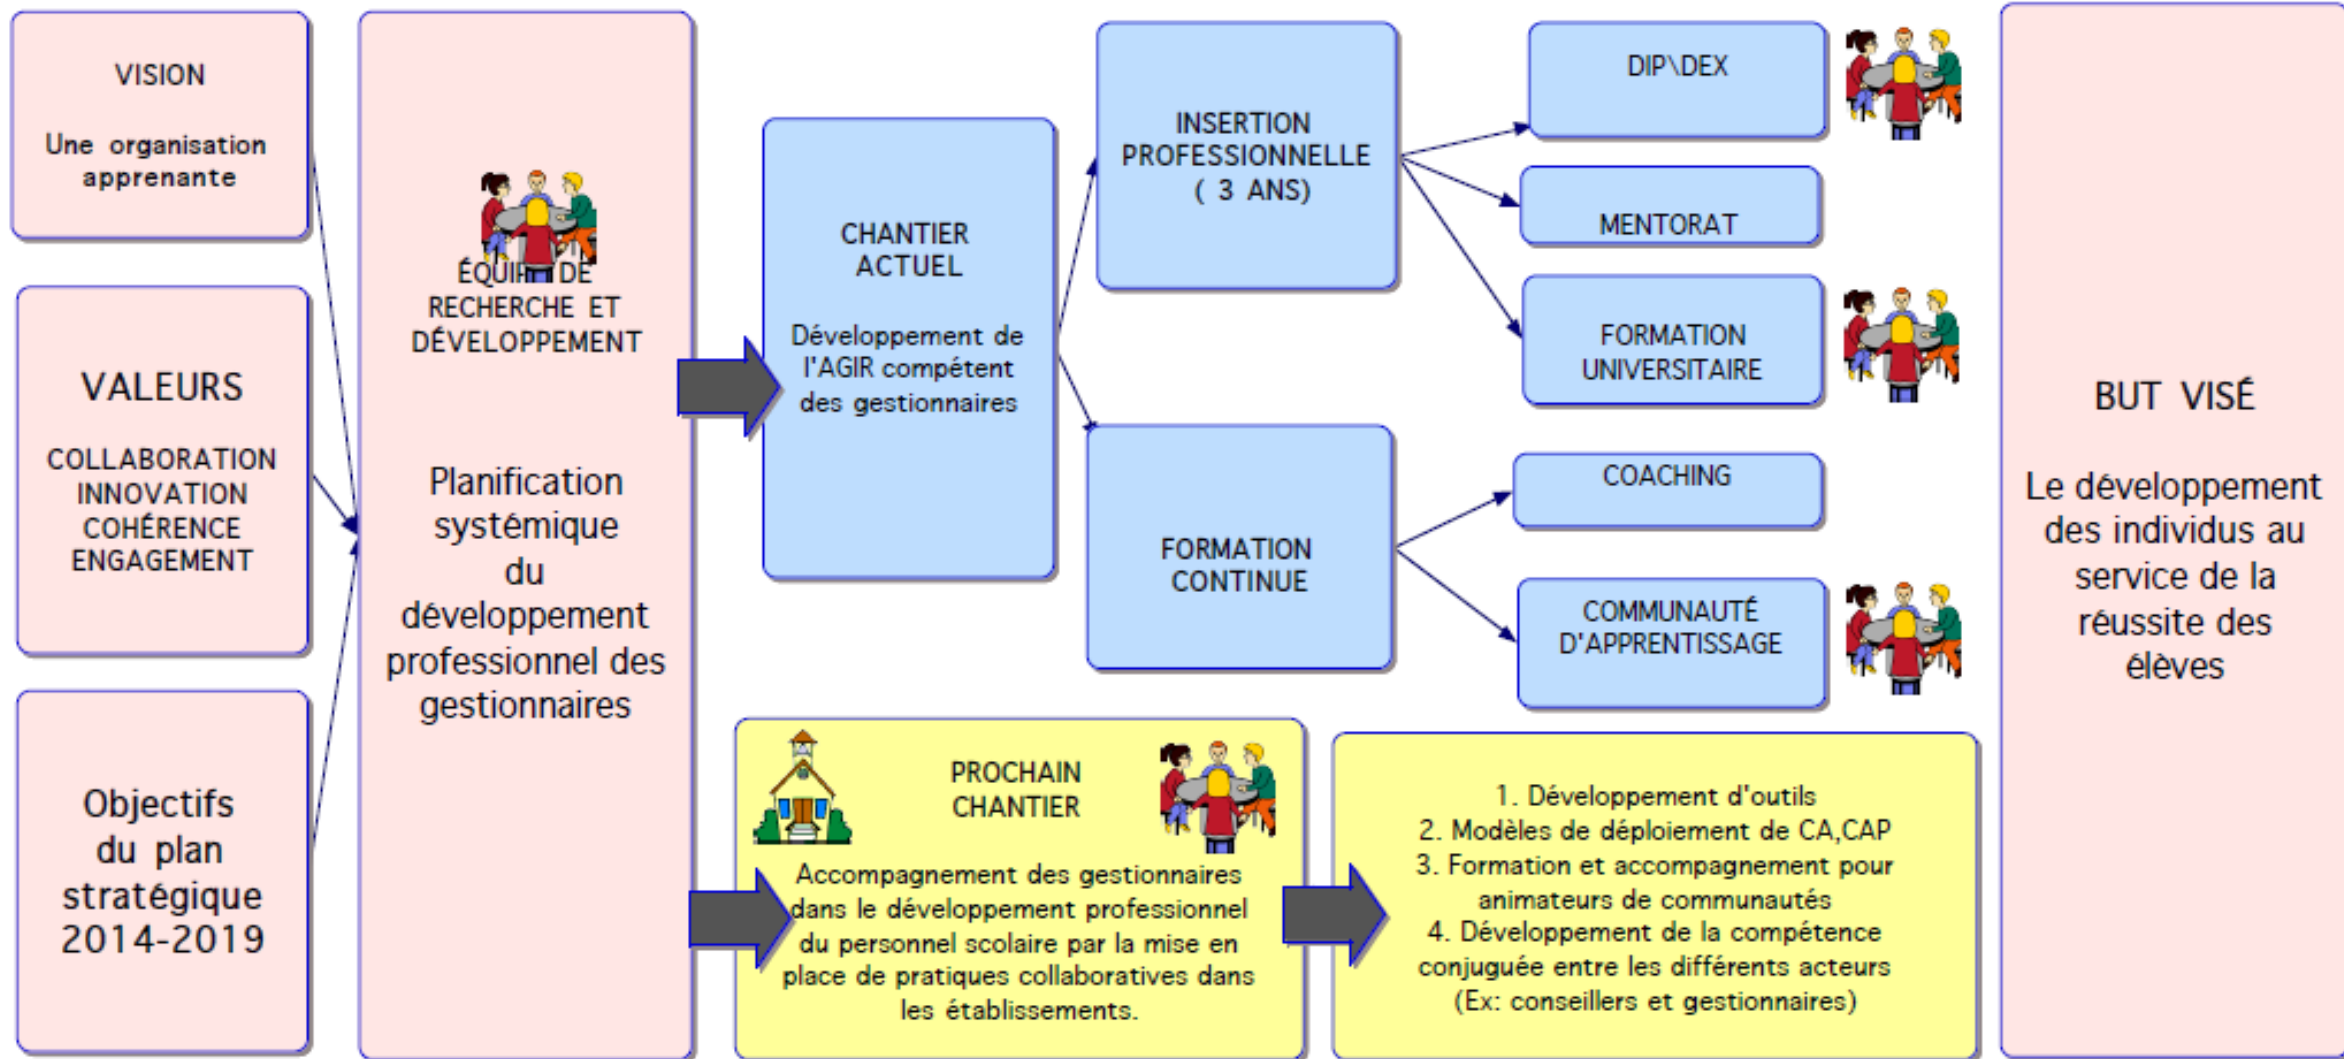 VISION
Une organisation
apprenante
VALEURS
COLLABORATION
INNOVATION
COHÉRENCE
ENGAGEMENT
Objectifs
du plan
stratégique
2014-2019
ÉQUIPE DE
RECHERCHE ET
DÉVELOPPEMENT
Planification
systémique
du
développement
professionnel des
gestionnaires
CHANTIER
ACTUEL
Développement de
l'AGIR compétent
des gestionnaires
INSERTION
PROFESSIONNELLE
( 3 ANS)
DIP\DEX
MENTORAT
FORMATION
UNIVERSITAIRE
FORMATION
CONTINUE
COACHING
COMMUNAUTÉ
D'APPRENTISSAGE
PROCHAIN
CHANTIER
Accompagnement des gestionnaires
dans le développement professionnel
du personnel scolaire par la mise en
place de pratiques collaboratives dans
les établissements.
1. Développement d'outils
2. Modèles de déploiement de CA,CAP
3. Formation et accompagnement pour
animateurs de communautés
4. Développement de la compétence
conjuguée entre les différents acteurs
(Ex: conseillers et gestionnaires)
BUT VISÉ
Le développement
des individus au
service de la
réussite des
élèves